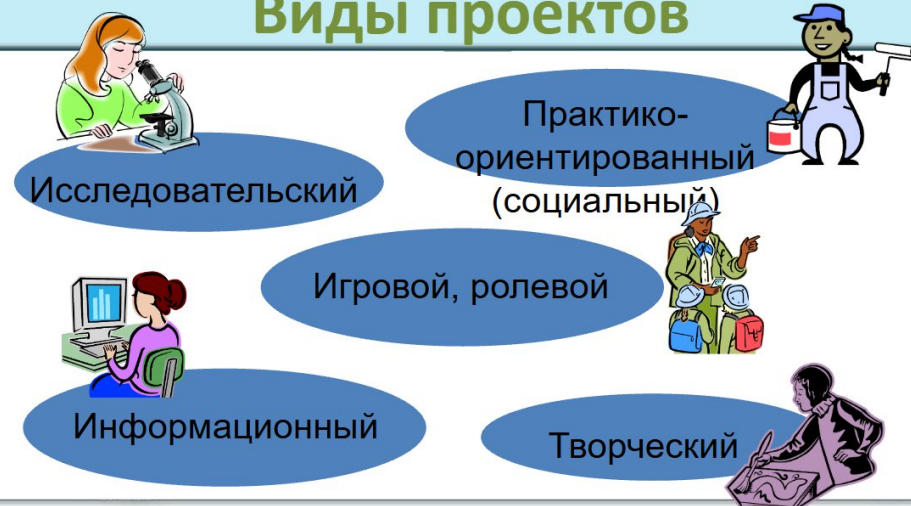 Виды проектов
Исследовательский
Практико-
ориентированный
(социальный)
Игровой, ролевой
Информационный
Творческий